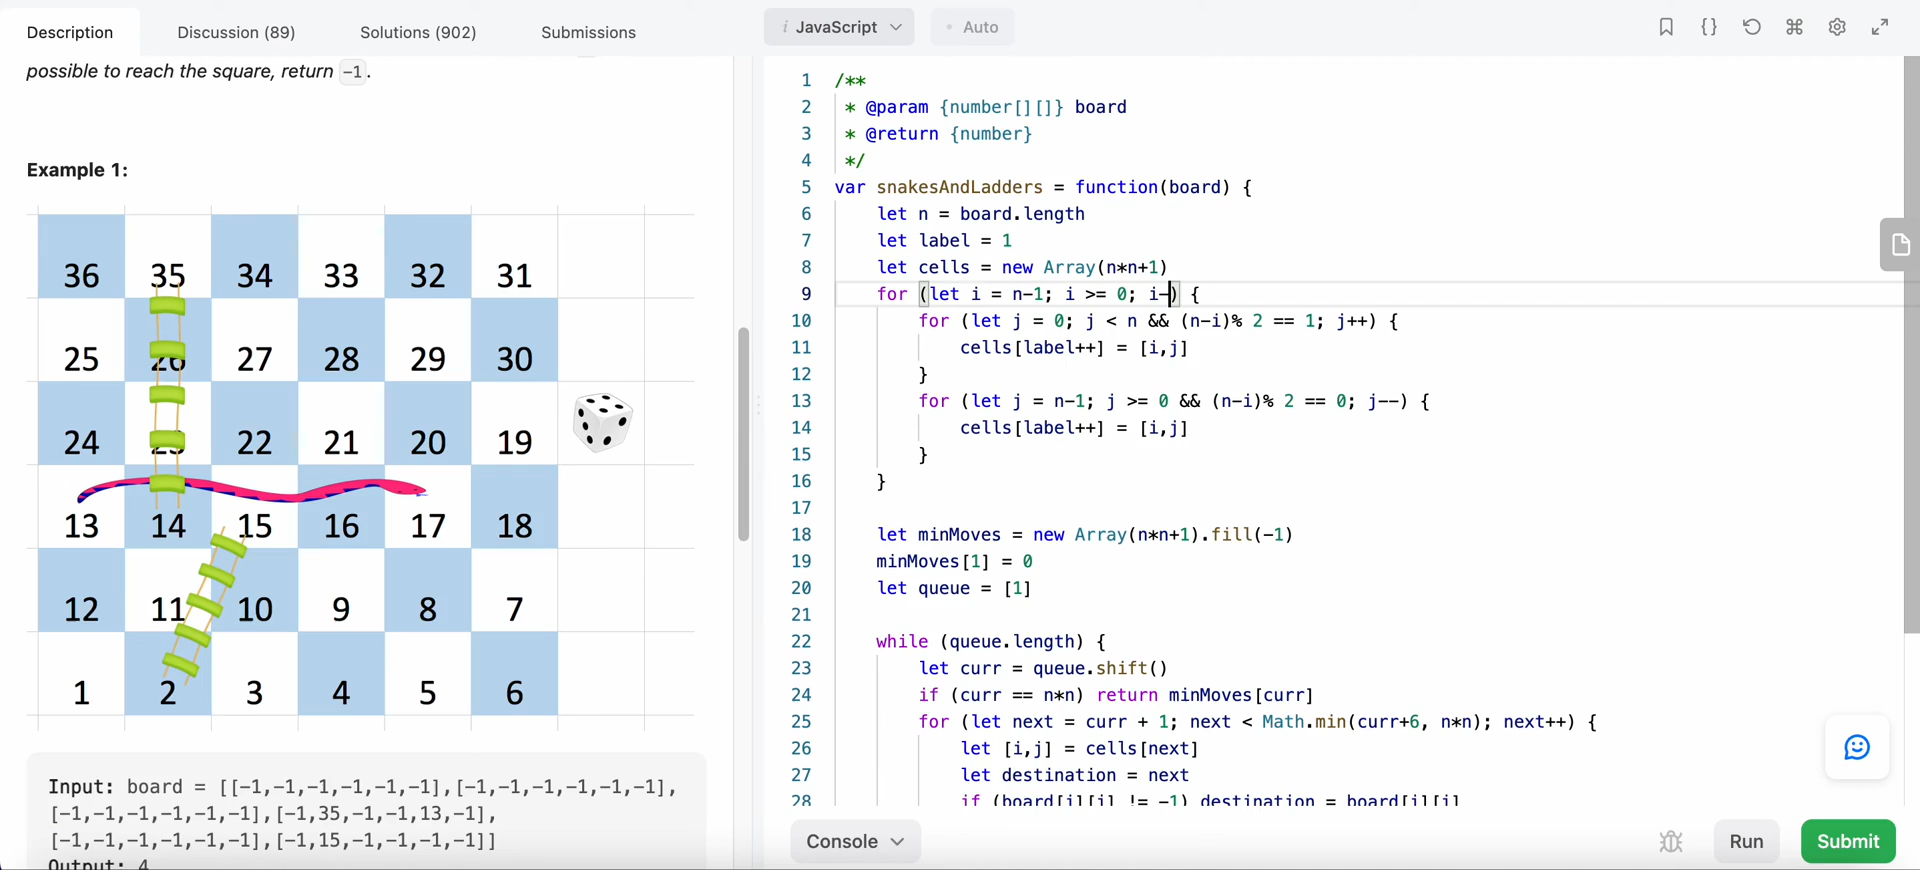 Description
Discussion (89)
Solutions (902)
Submissions
possible to reach the square, return -1.
Example 1:
36 35 34 33 32 31
25 26 27 28 29 30
24 23 22 21 20 19
13 14 15 16 17 18
12 11 10 9 8 7
1 2 3 4 5 6
Input: board = [[-1,-1,-1,-1,-1,-1],[-1,-1,-1,-1,-1,-1],
[-1,-1,-1,-1,-1,-1],[-1,35,-1,-1,13,-1],
[-1,-1,-1,-1,-1,-1],[-1,15,-1,-1,-1,-1]]
Output: 4
i JavaScript
Auto
1 /**
2 * @param {number[][]} board
3 * @return {number}
4 */
5 var snakesAndLadders = function(board) {
6 let n = board.length
7 let label = 1
8 let cells = new Array(n*n+1)
9 for (let i = n-1; i >= 0; i-) {
10 for (let j = 0; j < n && (n-i)% 2 == 1; j++) {
11 cells[label++] = [i,j]
12 }
13 for (let j = n-1; j >= 0 && (n-i)% 2 == 0; j--) {
14 cells[label++] = [i,j]
15 }
16 }
17
18 let minMoves = new Array(n*n+1).fill(-1)
19 minMoves[1] = 0
20 let queue = [1]
21
22 while (queue.length) {
23 let curr = queue.shift()
24 if (curr == n*n) return minMoves[curr]
25 for (let next = curr + 1; next < Math.min(curr+6, n*n); next++) {
26 let [i,j] = cells[next]
27 let destination = next
28 if (board[i][j] != -1) destination = board[i][j]
Console
Run
Submit